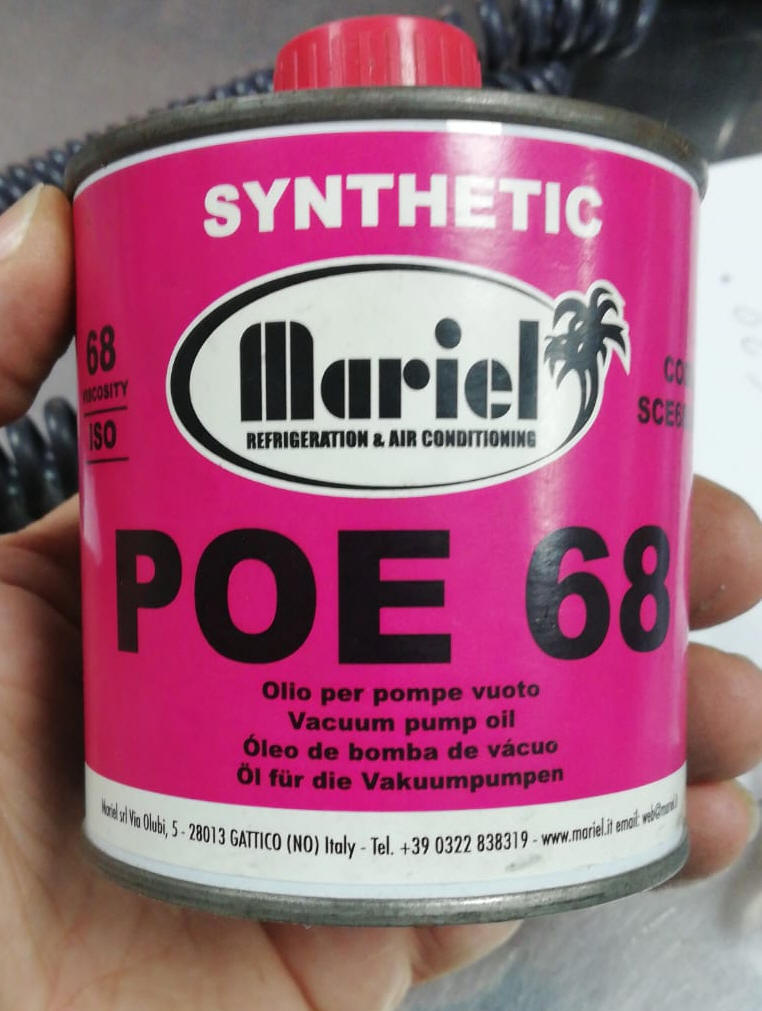 SYNTHETIC
Mariel
REFRIGERATION & AIR CONDITIONING
68
VISCOSITY
ISO
POE 68
Olio per pompe vuoto
Vacuum pump oil
Óleo de bomba de vácuo
Öl für die Vakuumpumpen
Mariel srl Via Olubi, 5 - 28013 GATTICO (NO) Italy - Tel. +39 0322 838319 - www.mariel.it email: